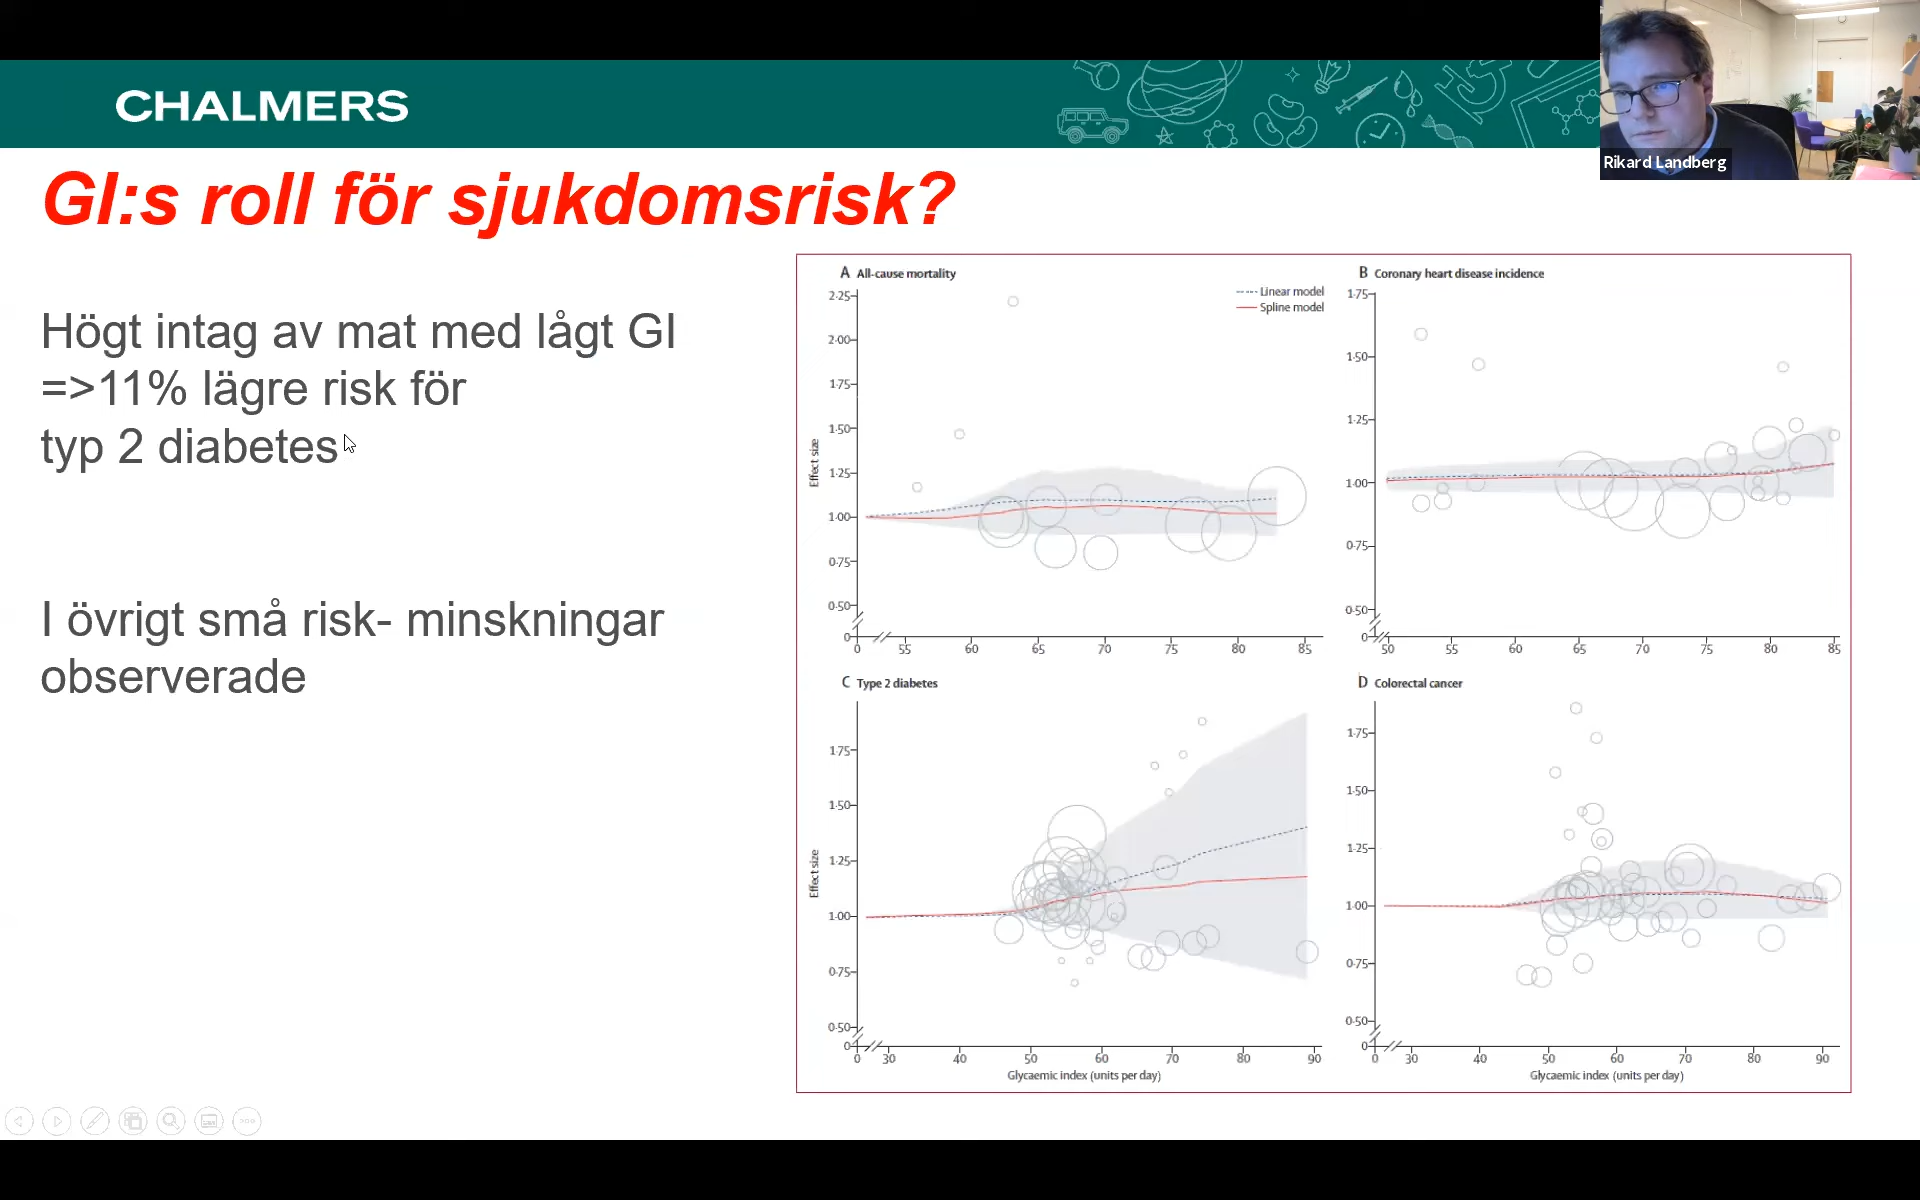 CHALMERS
Rikard Landberg
GI:s roll för sjukdomsrisk?
Högt intag av mat med lågt GI
=>11% lägre risk för
typ 2 diabetes
I övrigt små risk- minskningar
observerade
A All-cause mortality
Linear model
Spline model
Effect size
2·25
2·00
1·75
1·50
1·25
1·00
0·75
0·50
0
0 55 60 65 70 75 80 85
B Coronary heart disease incidence
1·75
1·50
1·25
1·00
0·75
0·50
0
50 55 60 65 70 75 80 85
C Type 2 diabetes
Effect size
1·75
1·50
1·25
1·00
0·75
0·50
0
0 30 40 50 60 70 80 90
Glycaemic index (units per day)
D Colorectal cancer
1·75
1·50
1·25
1·00
0·75
0·50
0
0 30 40 50 60 70 80 90
Glycaemic index (units per day)